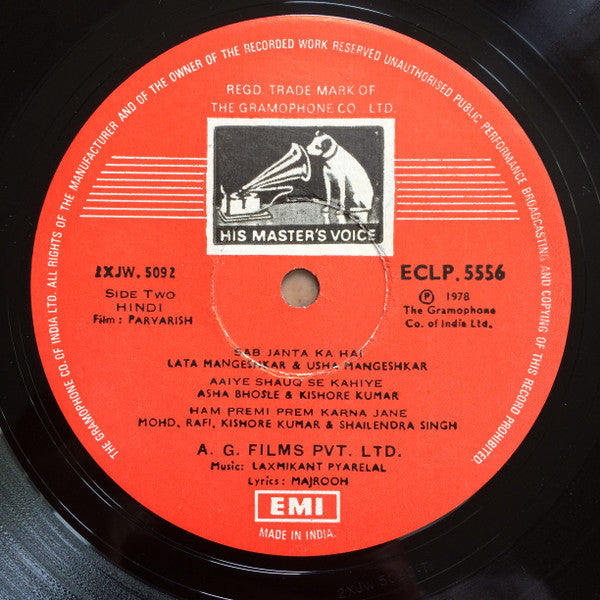 THE GRAMOPHONE CO. OF INDIA LTD. ALL RIGHTS OF THE MANUFACTURER AND OF THE OWNER OF THE RECORDED WORK RESERVED UNAUTHORISED PUBLIC PERFORMANCE BROADCASTING AND COPYING OF THIS RECORD PROHIBITED.
REGD. TRADE MARK OF
THE GRAMOPHONE CO. LTD.
HIS MASTER'S VOICE
2XJW. 5092
SIDE TWO
HINDI
Film : PARVARISH
ECLP. 5556
Ⓟ 1978
The Gramophone
Co. of India Ltd.
SAB JANTA KA HAI
LATA MANGESHKAR & USHA MANGESHKAR
AAIYE SHAUQ SE KAHIYE
ASHA BHOSLE & KISHORE KUMAR
HAM PREMI PREM KARNA JANE
MOHD. RAFI, KISHORE KUMAR & SHAILENDRA SINGH
A. G. FILMS PVT. LTD.
Music: LAXMIKANT PYARELAL
Lyrics: MAJROOH
EMI
MADE IN INDIA.